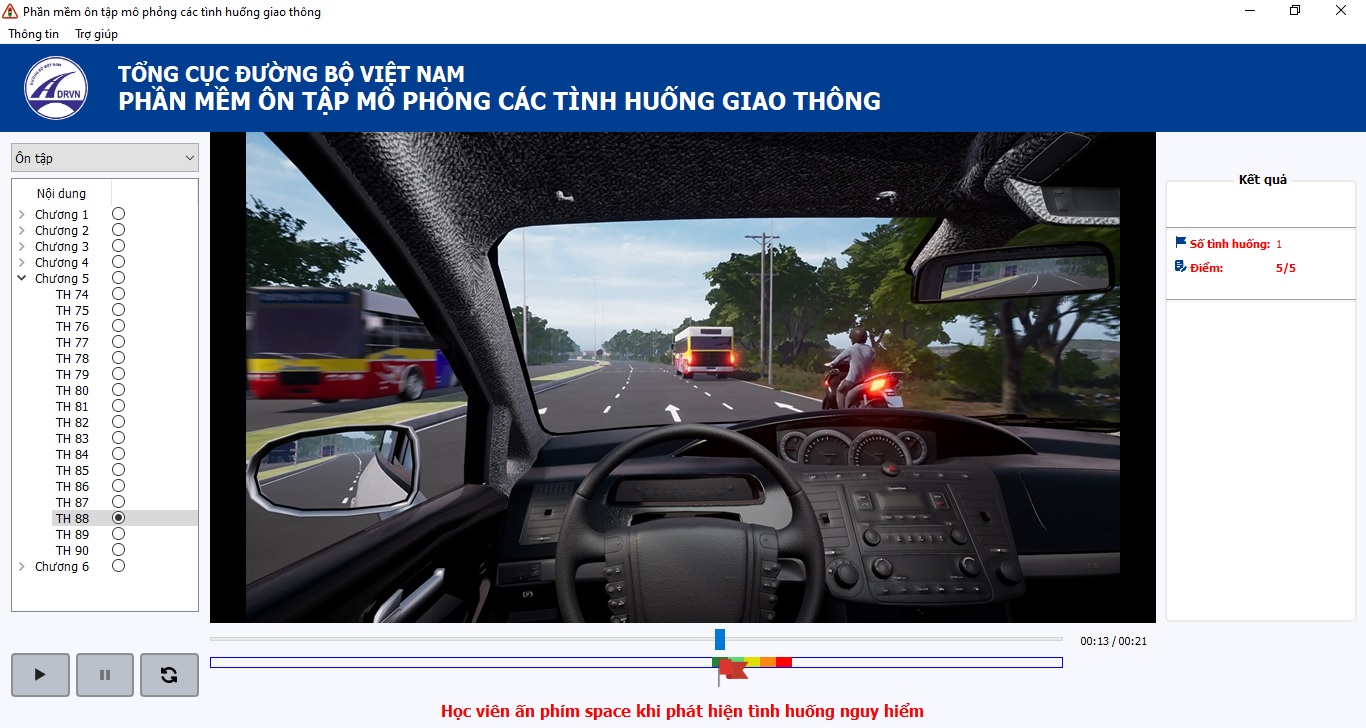 Phần mềm ôn tập mô phỏng các tình huống giao thông
Thông tin Trợ giúp
ĐƯỜNG BỘ VIỆT NAM
DRVN
TỔNG CỤC ĐƯỜNG BỘ VIỆT NAM
PHẦN MỀM ÔN TẬP MÔ PHỎNG CÁC TÌNH HUỐNG GIAO THÔNG
Ôn tập
Nội dung
Chương 1
Chương 2
Chương 3
Chương 4
Chương 5
TH 74
TH 75
TH 76
TH 77
TH 78
TH 79
TH 80
TH 81
TH 82
TH 83
TH 84
TH 85
TH 86
TH 87
TH 88
TH 89
TH 90
Chương 6
Kết quả
Số tình huống: 1
Điểm: 5/5
00:13 / 00:21
Học viên ấn phím space khi phát hiện tình huống nguy hiểm